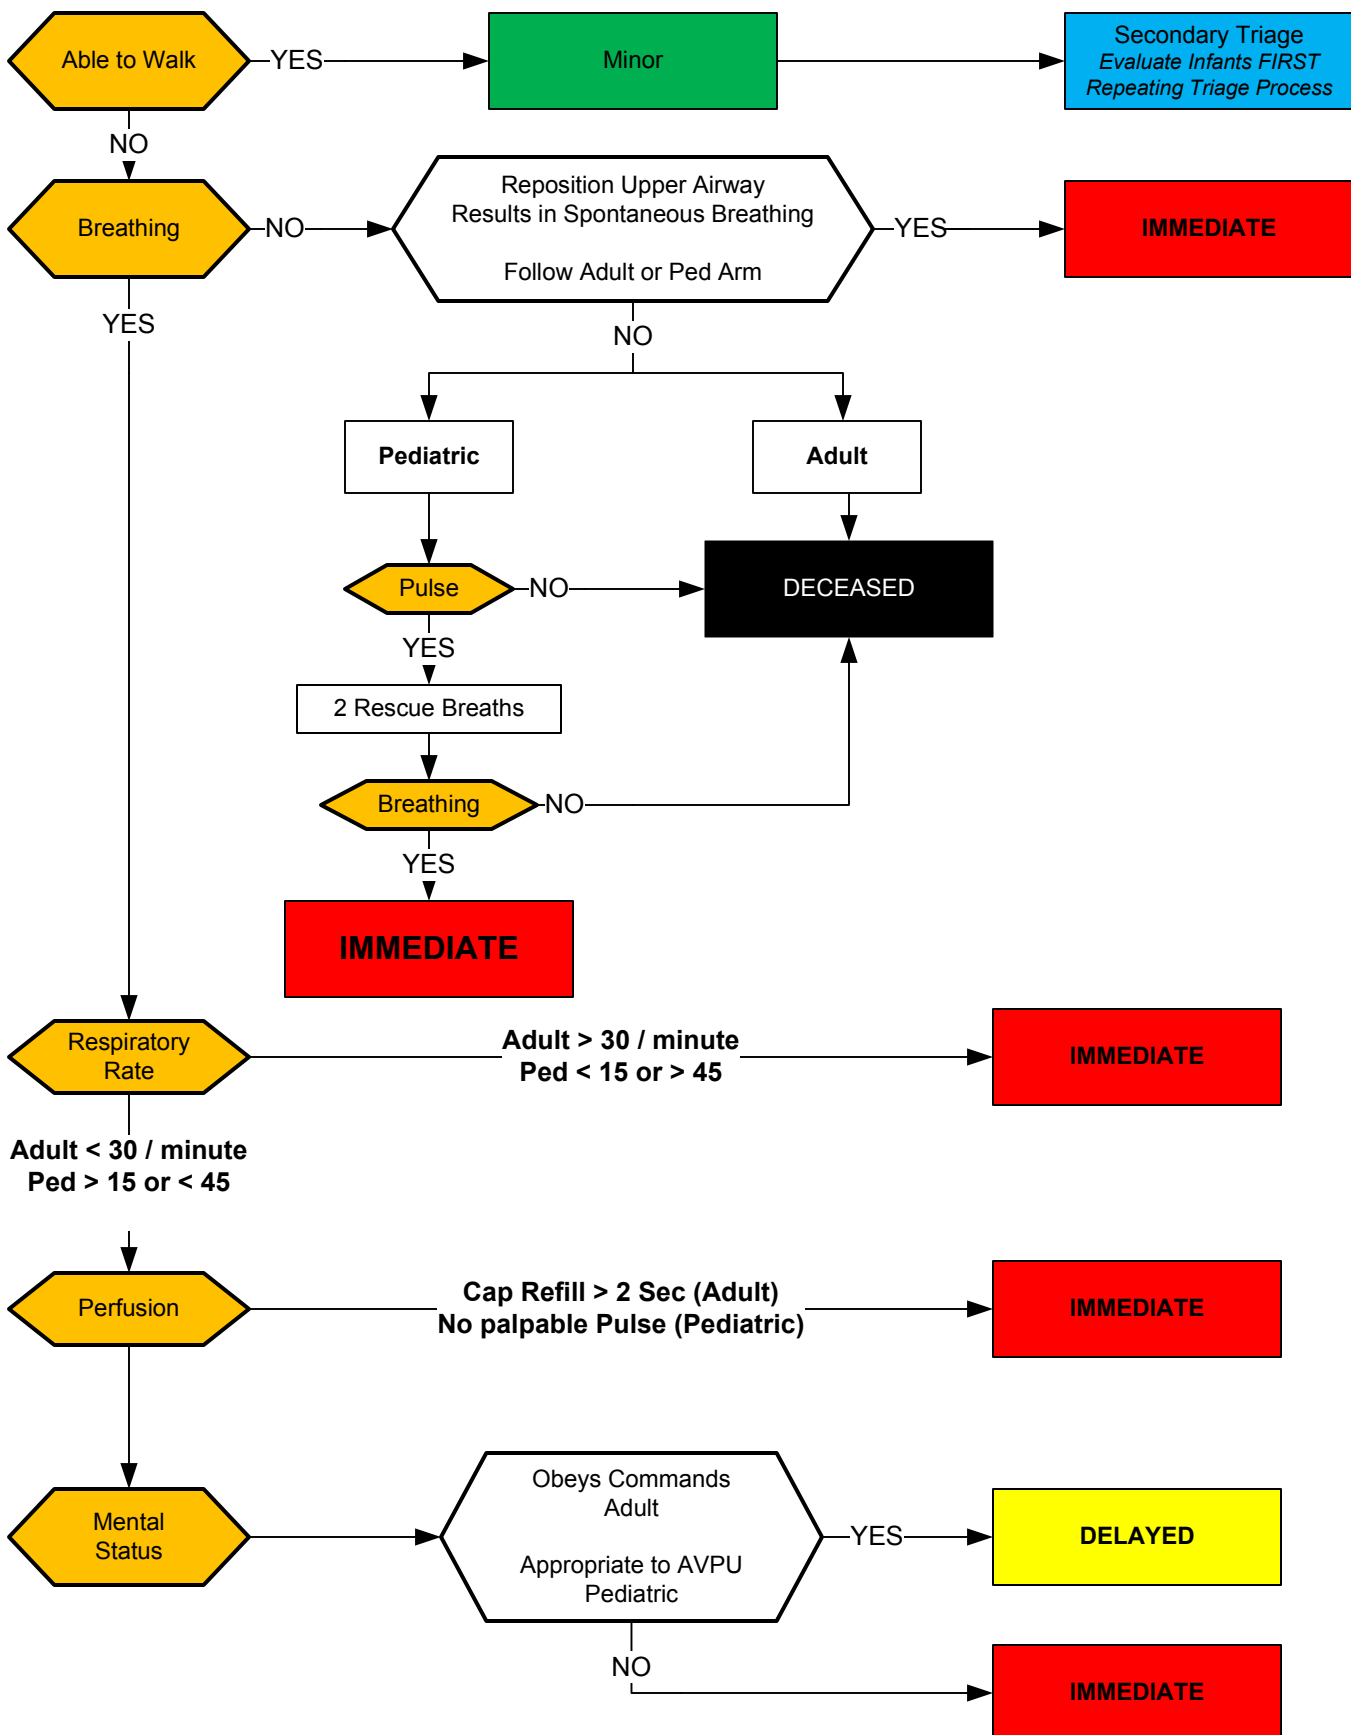 Able to Walk
YES
Minor
Secondary Triage
Evaluate Infants FIRST
Repeating Triage Process
NO
Breathing
NO
Reposition Upper Airway
Results in Spontaneous Breathing
Follow Adult or Ped Arm
YES
IMMEDIATE
YES
NO
Pediatric
Adult
Pulse
NO
DECEASED
YES
2 Rescue Breaths
Breathing
NO
YES
IMMEDIATE
Respiratory
Rate
Adult > 30 / minute
Ped < 15 or > 45
IMMEDIATE
Adult < 30 / minute
Ped > 15 or < 45
Perfusion
Cap Refill > 2 Sec (Adult)
No palpable Pulse (Pediatric)
IMMEDIATE
Mental
Status
Obeys Commands
Adult
Appropriate to AVPU
Pediatric
YES
DELAYED
NO
IMMEDIATE